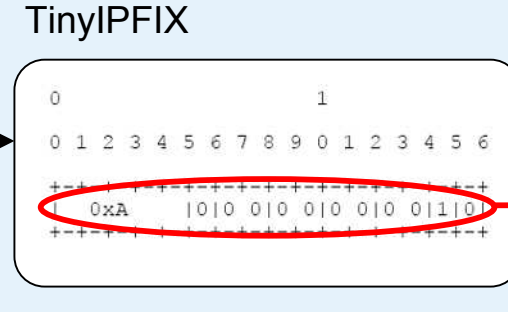 TinyIPFIX
0 1
0 1 2 3 4 5 6 7 8 9 0 1 2 3 4 5 6
+-+-+-+-+-+-+-+-+-+-+-+-+-+-+-+-+
| 0xA |0|0 0|0 0|0 0|0 0|1|0|
+-+-+-+-+-+-+-+-+-+-+-+-+-+-+-+-+